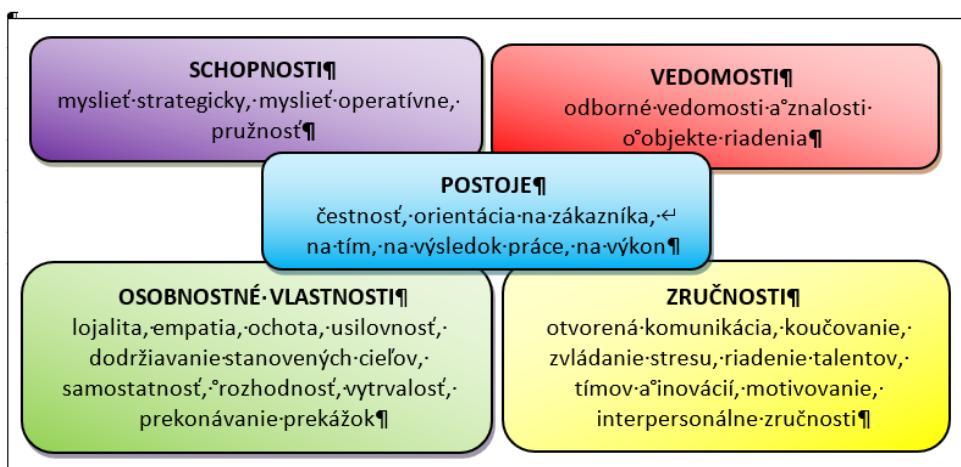 SCHOPNOSTI¶
myslieť·strategicky,·myslieť·operatívne,·
pružnosť¶
VEDOMOSTI¶
odborné·vedomosti·a°znalosti·
o°objekte·riadenia¶
POSTOJE¶
čestnosť,·orientácia·na·zákazníka,·↵
na·tím,·na·výsledok·práce,·na·výkon¶
OSOBNOSTNÉ·VLASTNOSTI¶
lojalita,·empatia,·ochota,·usilovnosť,·
dodržiavanie·stanovených·cieľov,·
samostatnosť,·°rozhodnosť,·vytrvalosť,·
prekonávanie·prekážok¶
ZRUČNOSTI¶
otvorená·komunikácia,·koučovanie,·
zvládanie·stresu,·riadenie·talentov,·
tímov·a°inovácií,·motivovanie,·
interpersonálne·zručnosti¶